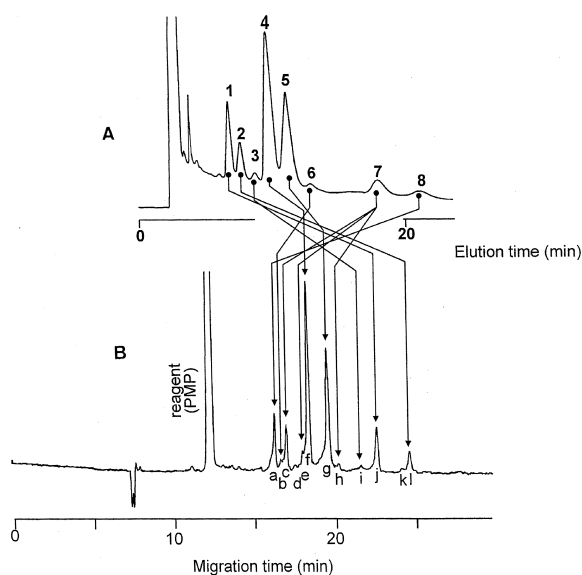 4
1
5
A
2
3
6
7
8
0
20
Elution time (min)
B
reagent
(PMP)
a
b
c
d
e
f
g
h
i
j
k
l
0
10
20
Migration time (min)